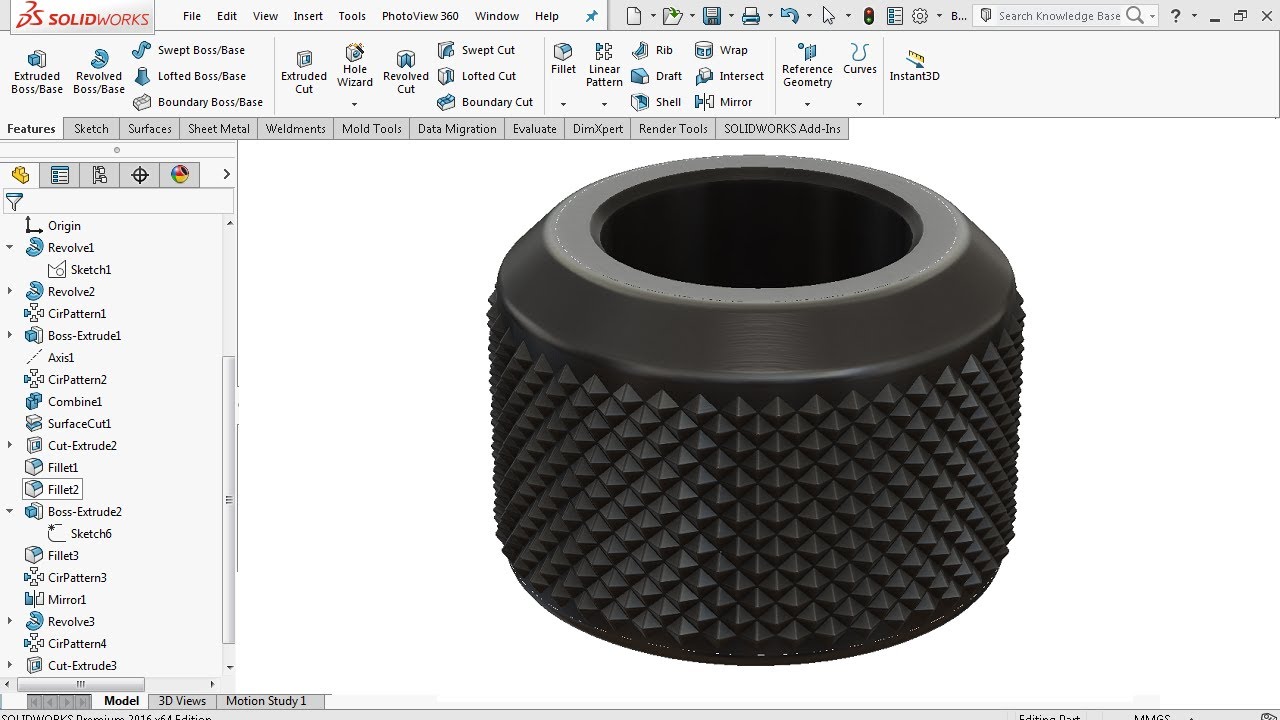 SOLIDWORKS File Edit View Insert Tools PhotoView 360 Window Help B... Search Knowledge Base ?
Extruded Boss/Base
Revolved Boss/Base
Swept Boss/Base
Lofted Boss/Base
Boundary Boss/Base
Extruded Cut
Hole Wizard
Revolved Cut
Swept Cut
Lofted Cut
Boundary Cut
Fillet
Linear Pattern
Rib
Draft
Shell
Wrap
Intersect
Mirror
Reference Geometry
Curves
Instant3D
Features Sketch Surfaces Sheet Metal Weldments Mold Tools Data Migration Evaluate DimXpert Render Tools SOLIDWORKS Add-Ins
Origin
Revolve1
Sketch1
Revolve2
CirPattern1
Boss-Extrude1
Axis1
CirPattern2
Combine1
SurfaceCut1
Cut-Extrude2
Fillet1
Fillet2
Boss-Extrude2
Sketch6
Fillet3
CirPattern3
Mirror1
Revolve3
CirPattern4
Cut-Extrude3
Model 3D Views Motion Study 1
SOLIDWORKS Premium 2016 x64 Edition Editing Part MMGS